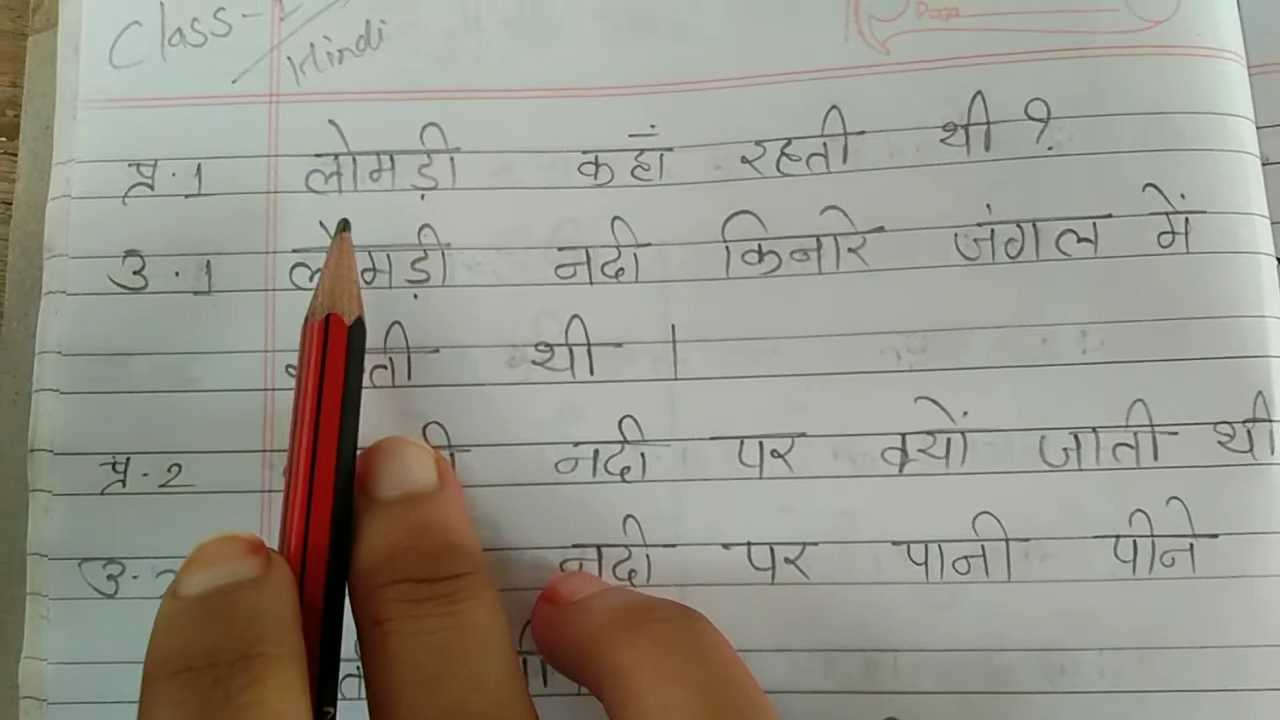 Class-
Hindi
प्र.1 लोमड़ी कहां रहती थी?
उ.1 लोमड़ी नदी किनारे जंगल में
थी |
प्र.2 नदी पर क्यों जाती थी
उ. नदी पर पानी पीने